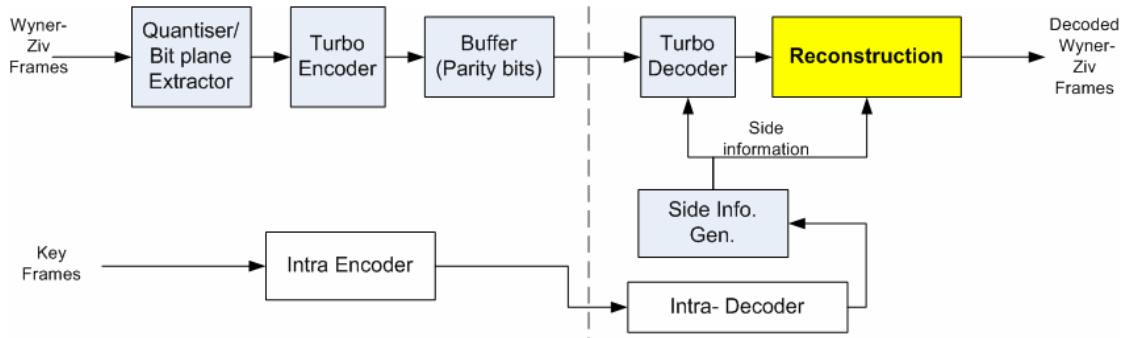 Wyner-
Ziv
Frames
Quantiser/
Bit plane
Extractor
Turbo
Encoder
Buffer
(Parity bits)
Turbo
Decoder
Reconstruction
Decoded
Wyner-
Ziv
Frames
Side
information
Side Info.
Gen.
Key
Frames
Intra Encoder
Intra- Decoder